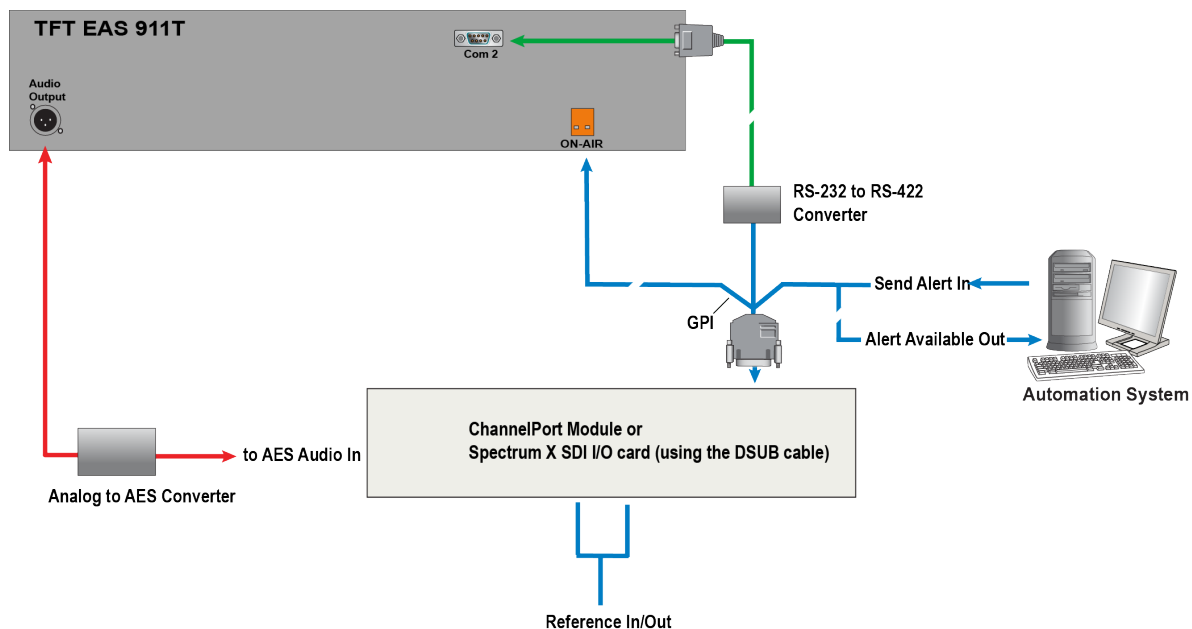 TFT EAS 911T
Com 2
Audio
Output
ON-AIR
RS-232 to RS-422
Converter
Send Alert In
GPI
Alert Available Out
Automation System
ChannelPort Module or
Spectrum X SDI I/O card (using the DSUB cable)
to AES Audio In
Analog to AES Converter
Reference In/Out